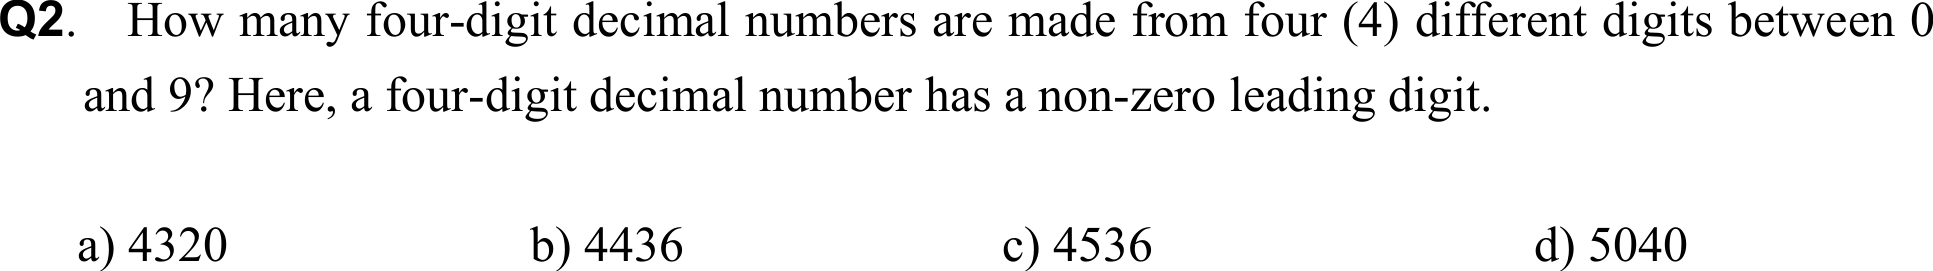 Q2. How many four-digit decimal numbers are made from four (4) different digits between 0
and 9? Here, a four-digit decimal number has a non-zero leading digit.
a) 4320 b) 4436 c) 4536 d) 5040